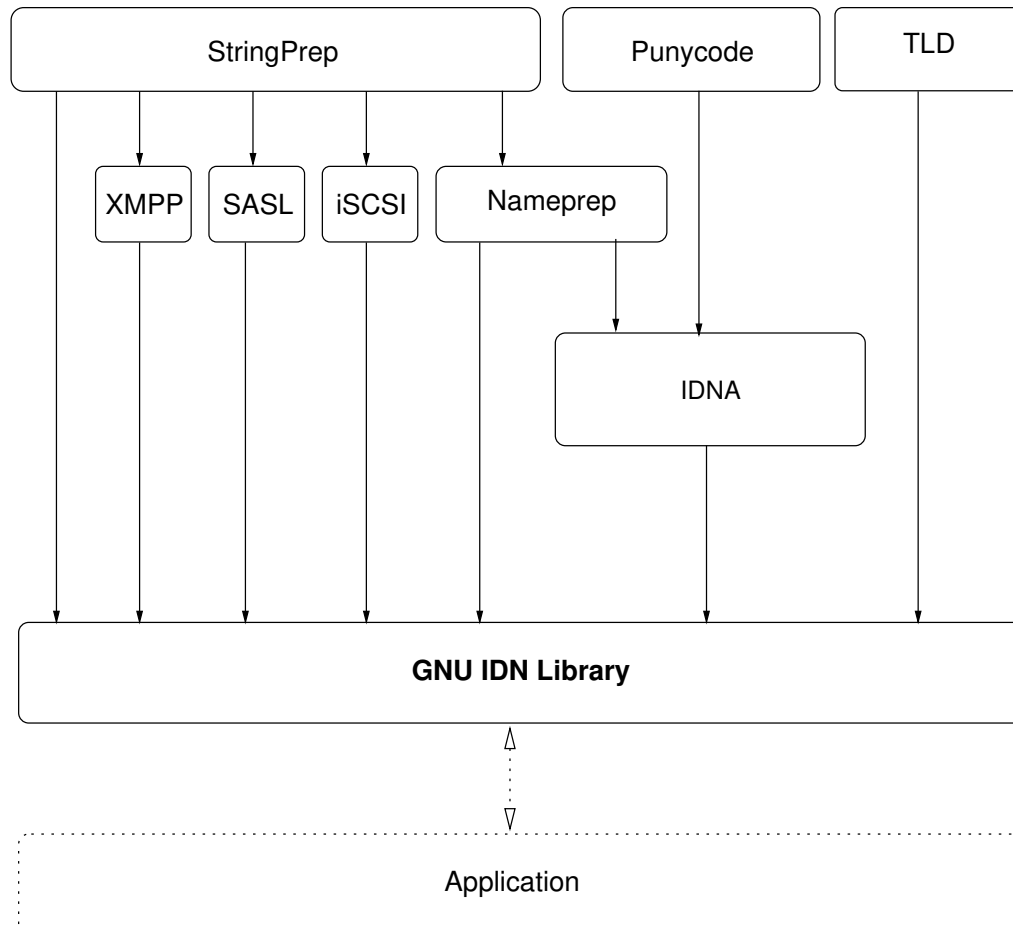 StringPrep
Punycode
TLD
XMPP
SASL
iSCSI
Nameprep
IDNA
GNU IDN Library
Application